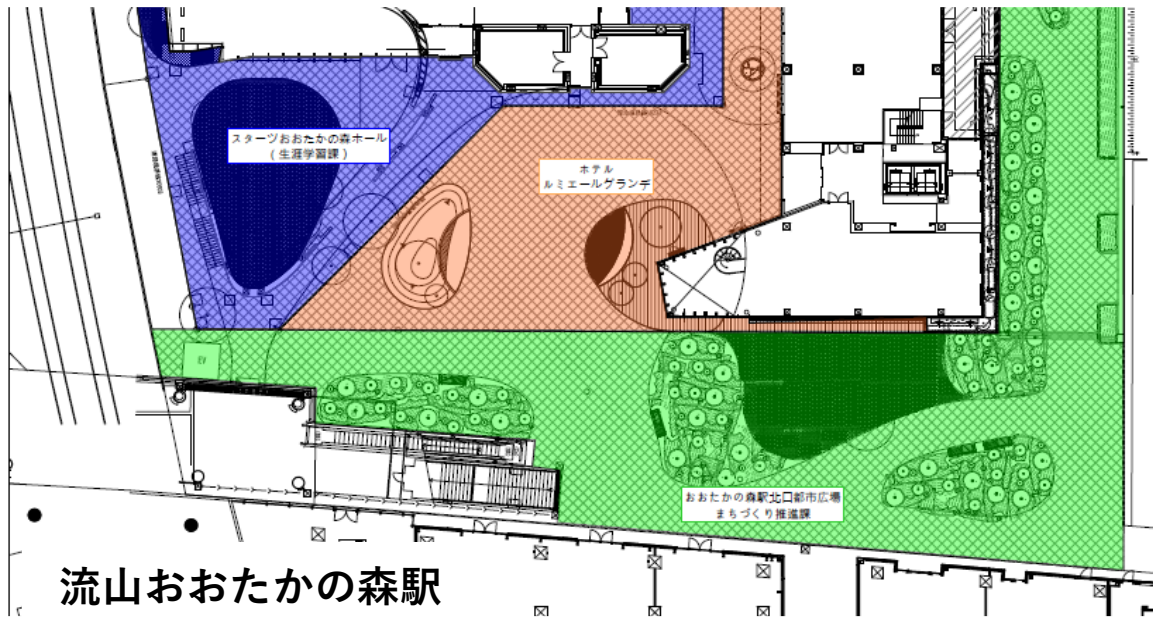 スターツおおたかの森ホール
(生涯学習課)
ホテル
ルミエールグランデ
おおたかの森駅北口都市広場
まちづくり推進課
流山おおたかの森駅